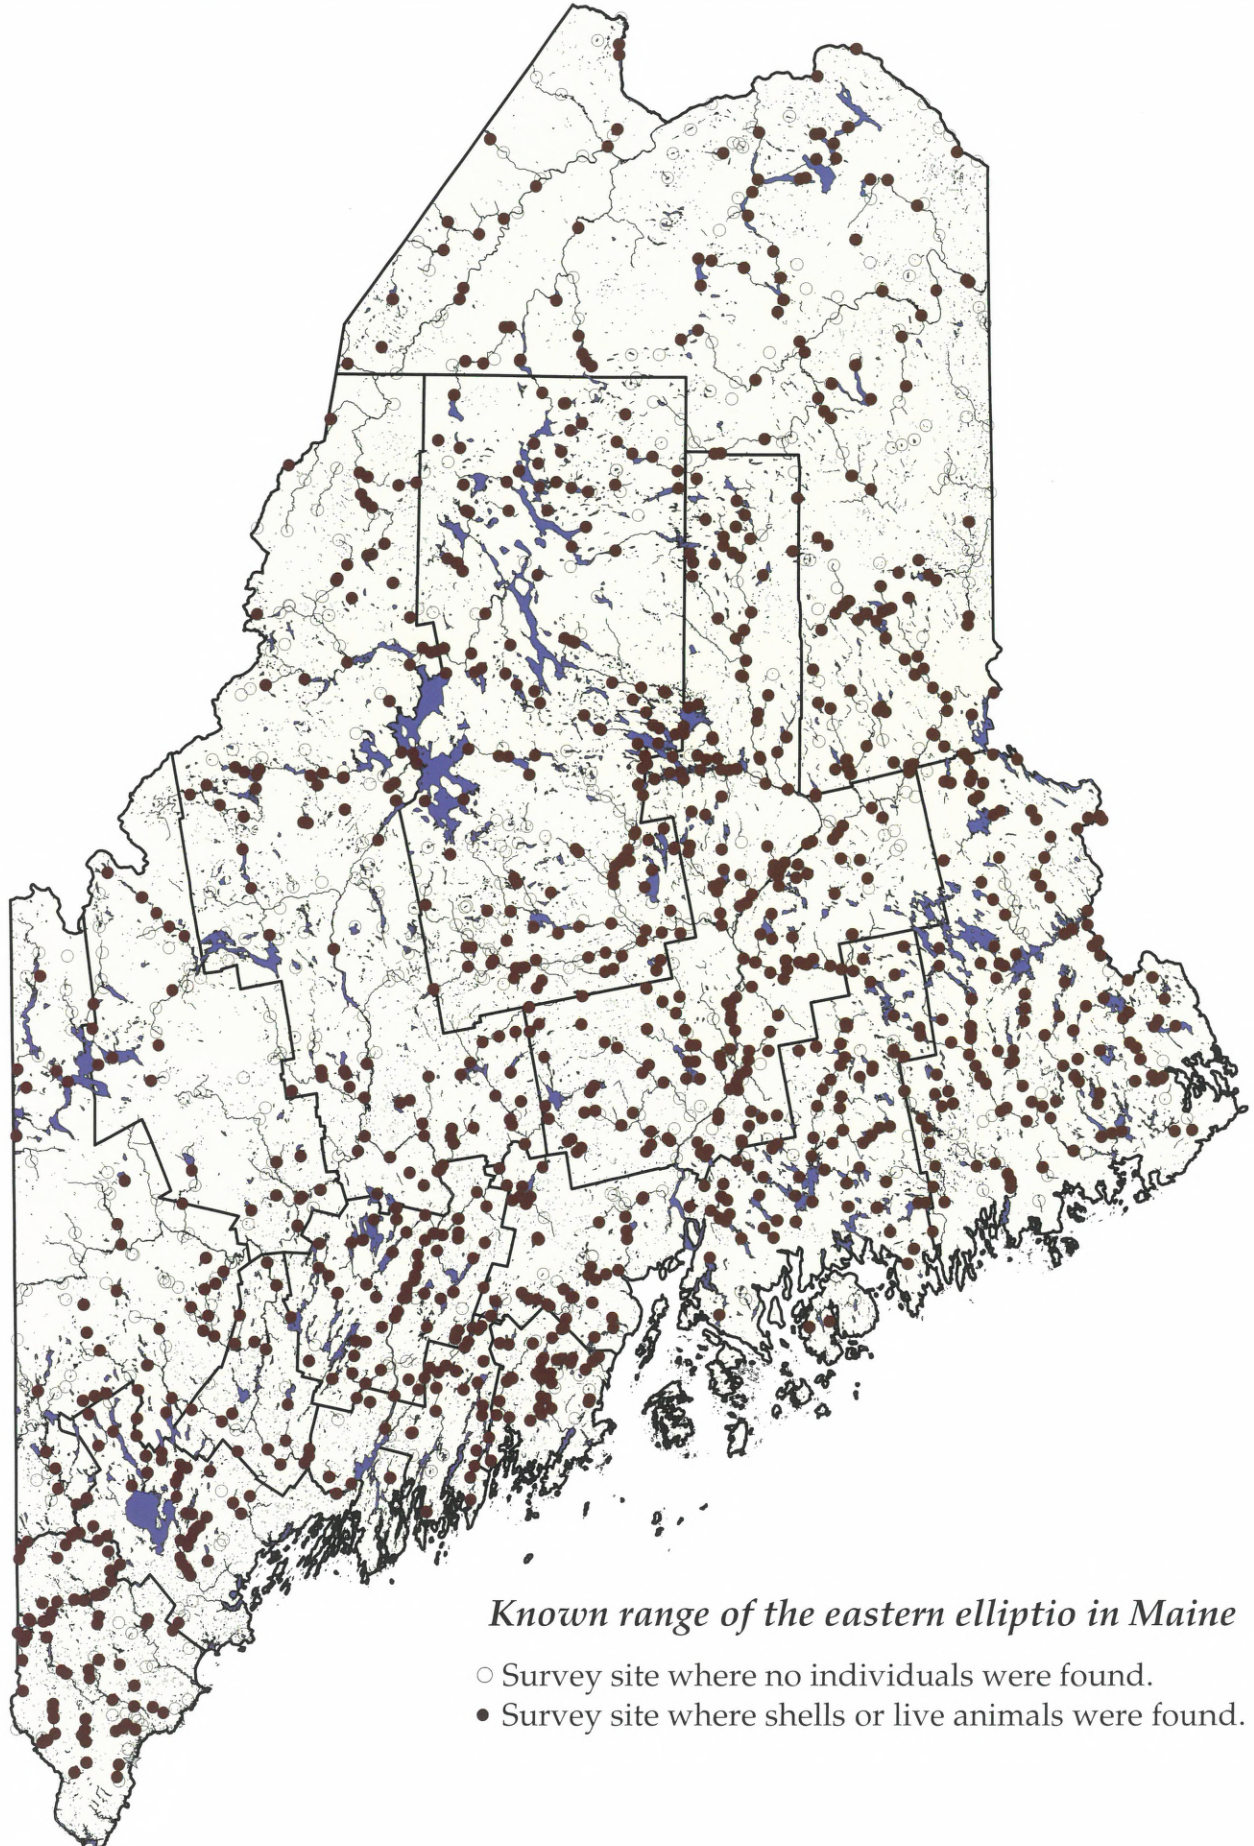 Known range of the eastern elliptio in Maine
Survey site where no individuals were found.
Survey site where shells or live animals were found.